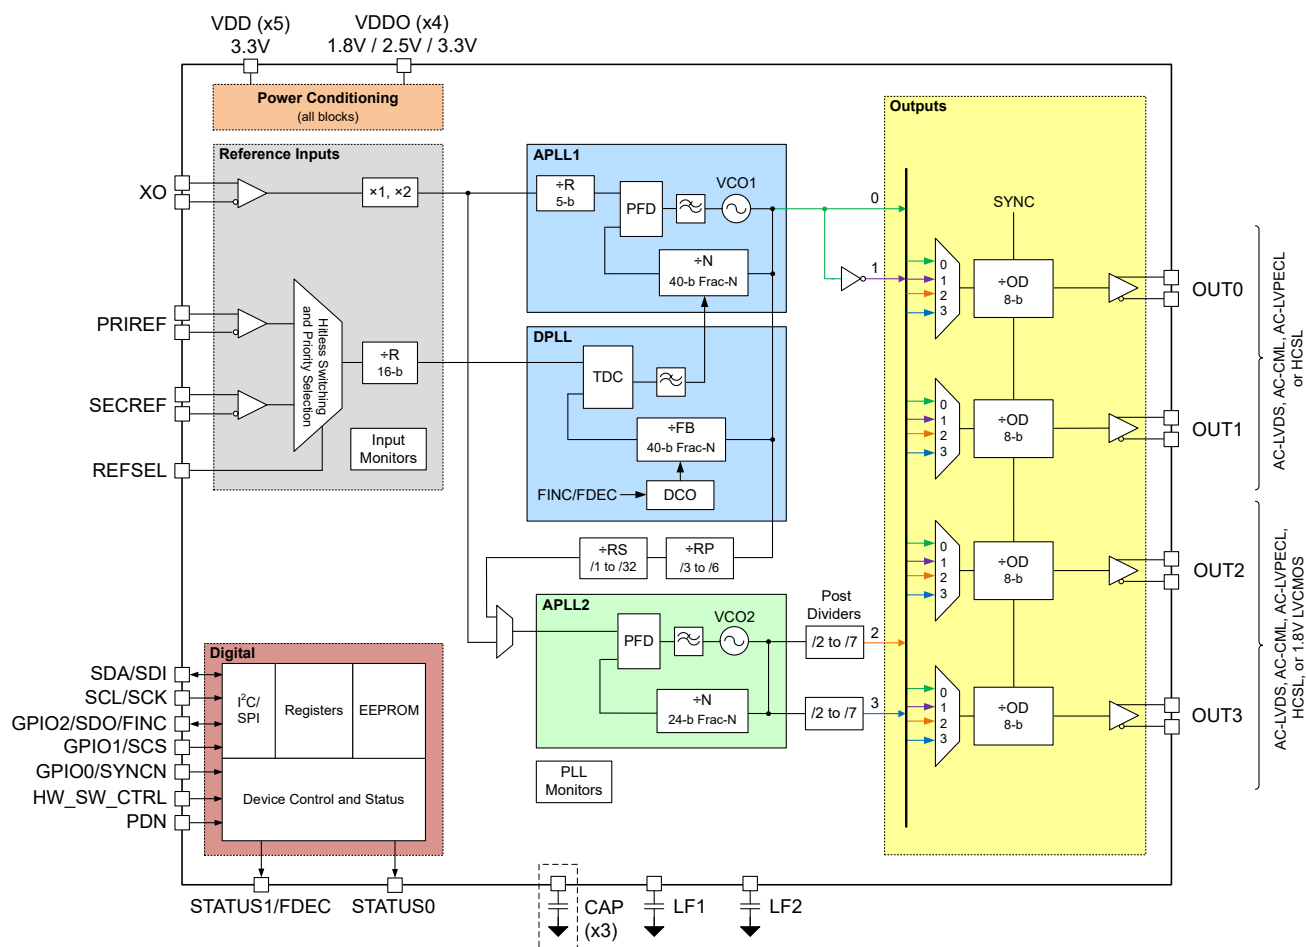 VDD (x5)
3.3V
VDDO (x4)
1.8V / 2.5V / 3.3V
Power Conditioning
(all blocks)
Reference Inputs
XO
×1, ×2
PRIREF
SECREF
REFSEL
Hitless Switching
and Priority Selection
÷R
16-b
Input
Monitors
APLL1
÷R
5-b
PFD
VCO1
÷N
40-b Frac-N
DPLL
TDC
÷FB
40-b Frac-N
FINC/FDEC
DCO
÷RS
/1 to /32
÷RP
/3 to /6
APLL2
PFD
VCO2
÷N
24-b Frac-N
PLL
Monitors
Post
Dividers
/2 to /7
2
/2 to /7
3
0
1
Outputs
SYNC
0
1
2
3
÷OD
8-b
OUT0
0
1
2
3
÷OD
8-b
OUT1
0
1
2
3
÷OD
8-b
OUT2
0
1
2
3
÷OD
8-b
OUT3
AC-LVDS, AC-CML, AC-LVPECL,
or HCSL
AC-LVDS, AC-CML, AC-LVPECL,
HCSL, or 1.8V LVCMOS
Digital
SDA/SDI
SCL/SCK
GPIO2/SDO/FINC
GPIO1/SCS
GPIO0/SYNCN
HW_SW_CTRL
PDN
I2C/
SPI
Registers
EEPROM
Device Control and Status
STATUS1/FDEC
STATUS0
CAP
(x3)
LF1
LF2